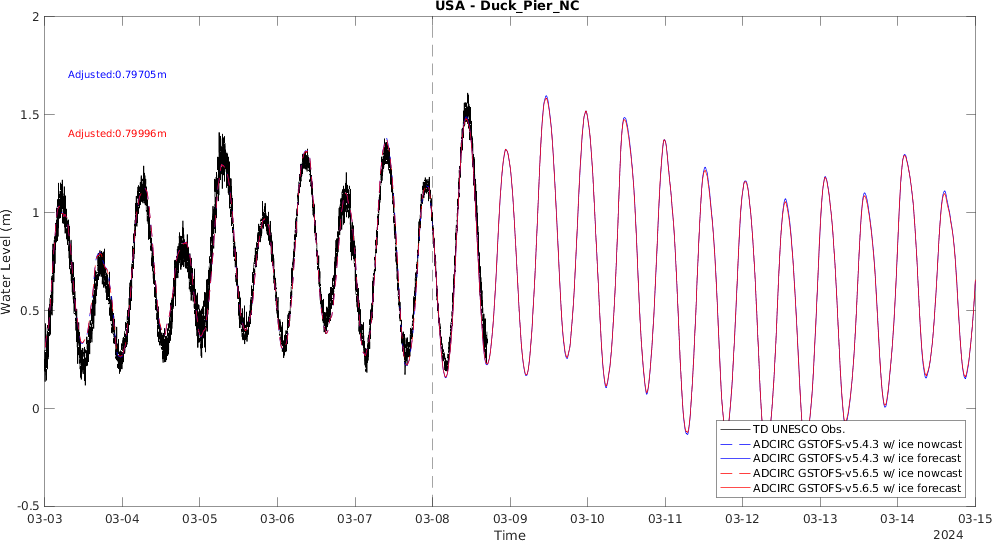 USA - Duck_Pier_NC
2
Adjusted:0.79705m
1.5
Adjusted:0.79996m
1
Water Level (m)
0.5
0
TD UNESCO Obs.
ADCIRC GSTOFS-v5.4.3 w/ ice nowcast
ADCIRC GSTOFS-v5.4.3 w/ ice forecast
ADCIRC GSTOFS-v5.6.5 w/ ice nowcast
ADCIRC GSTOFS-v5.6.5 w/ ice forecast
-0.5
03-03 03-04 03-05 03-06 03-07 03-08 03-09 03-10 03-11 03-12 03-13 03-14 03-15
Time
2024